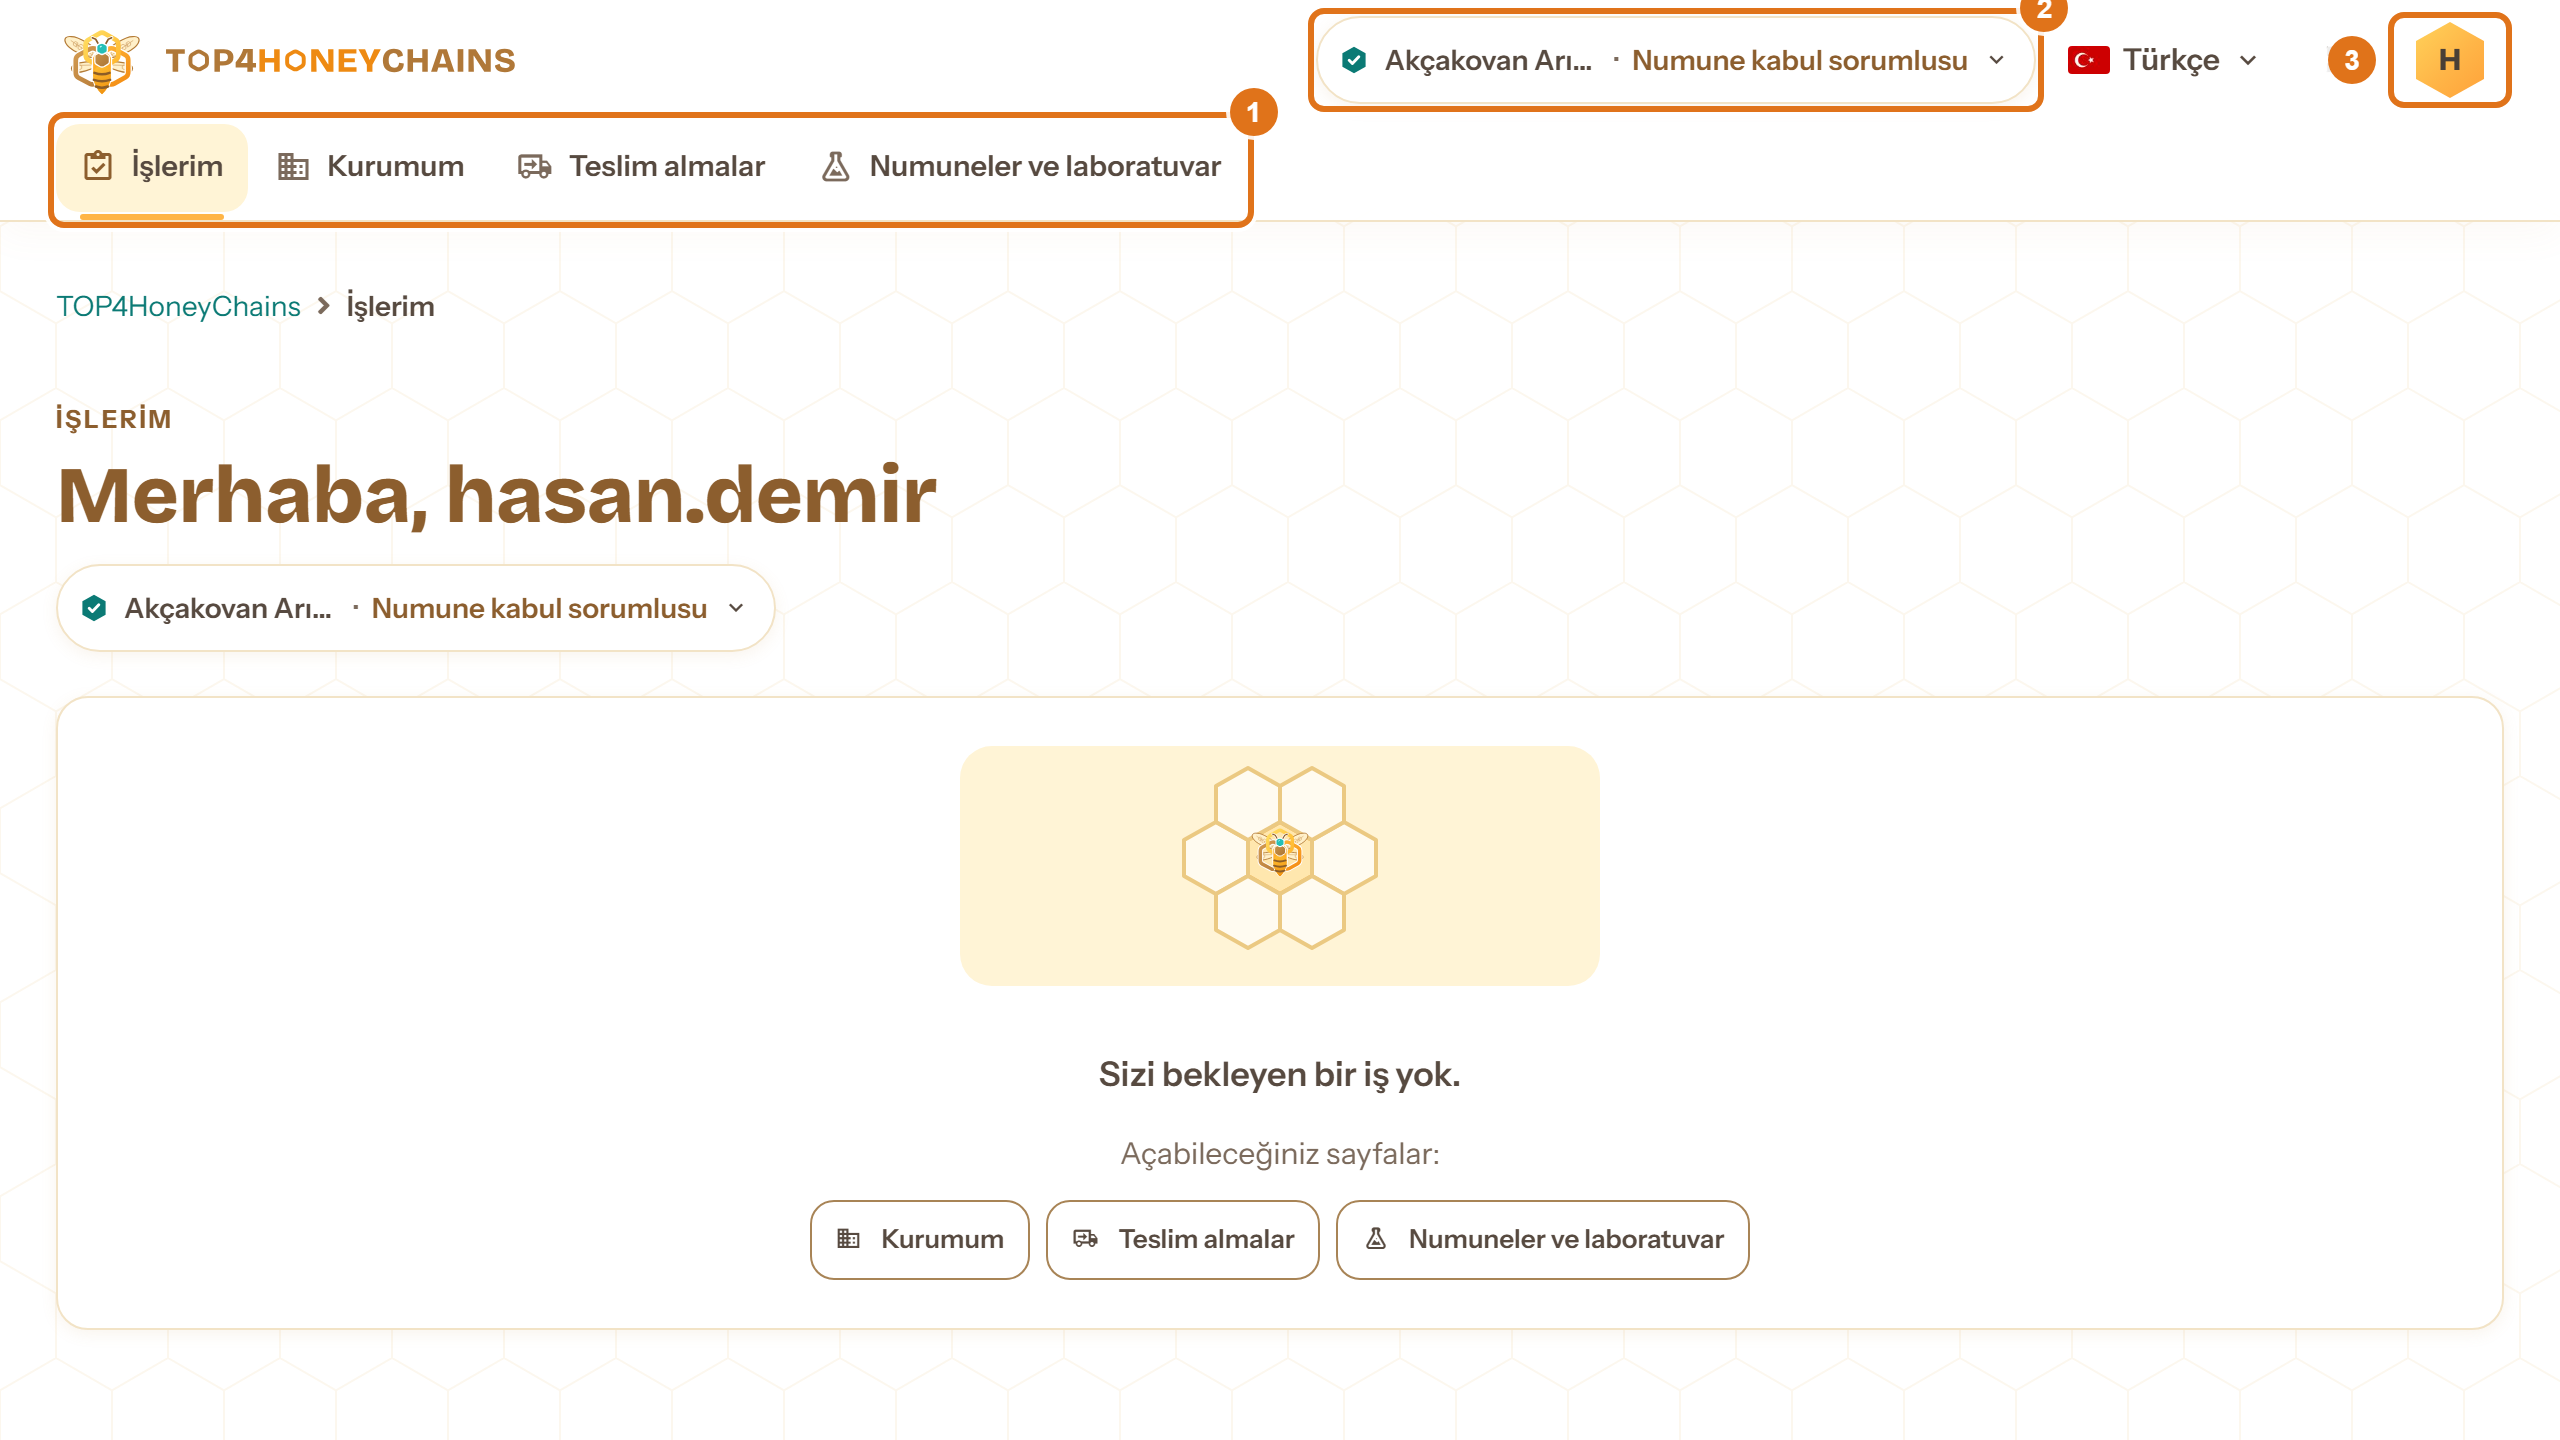 TOP4HONEYCHAINS
Akçakovan Arı... · Numune kabul sorumlusu
2
Türkçe
3
H
1
İşlerim
Kurumum
Teslim almalar
Numuneler ve laboratuvar
TOP4HoneyChains > İşlerim
İŞLERİM
Merhaba, hasan.demir
Akçakovan Arı... · Numune kabul sorumlusu
Sizi bekleyen bir iş yok.
Açabileceğiniz sayfalar:
Kurumum
Teslim almalar
Numuneler ve laboratuvar